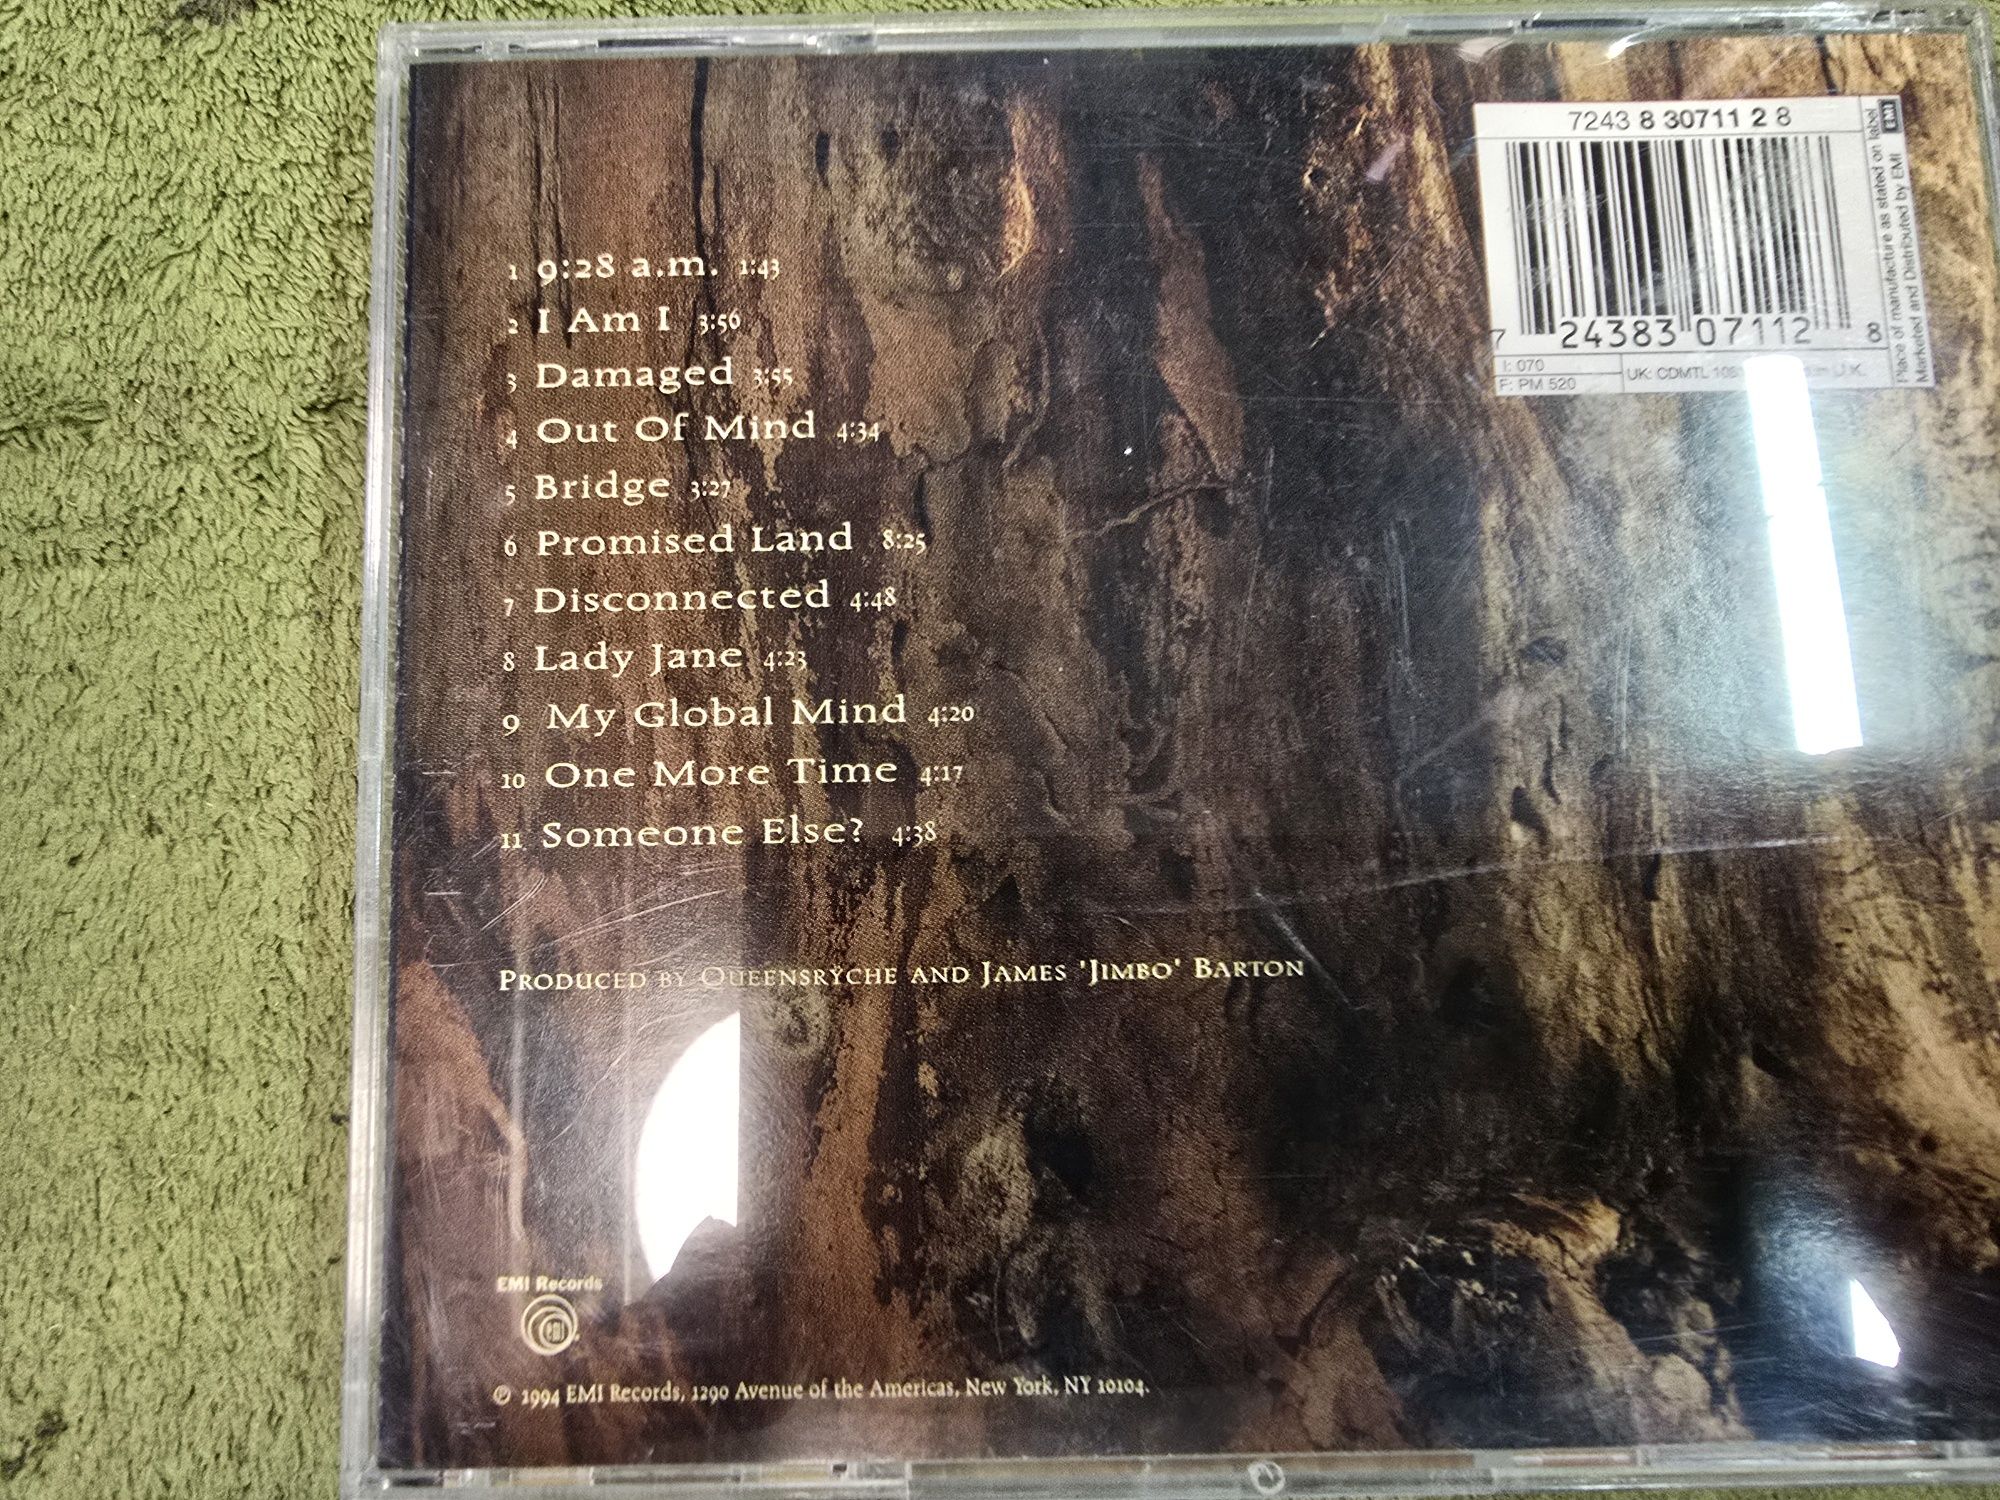 1 9:28 a.m. 1:43
2 I Am I 3:56
3 Damaged 3:55
4 Out Of Mind 4:34
5 Bridge 3:27
6 Promised Land 8:25
7 Disconnected 4:48
8 Lady Jane 4:23
9 My Global Mind 4:20
10 One More Time 4:17
11 Someone Else? 4:38
PRODUCED BY QUEENSRŸCHE AND JAMES 'JIMBO' BARTON
EMI Records
EMI
℗ 1994 EMI Records, 1290 Avenue of the Americas, New York, NY 10104.
7243 8 30711 2 8
7 24383 07112 8
I: 070
F: PM 520
UK: CDMTL U.K.
Place of manufacture as stated on label
Marketed and Distributed by EMI
EMI